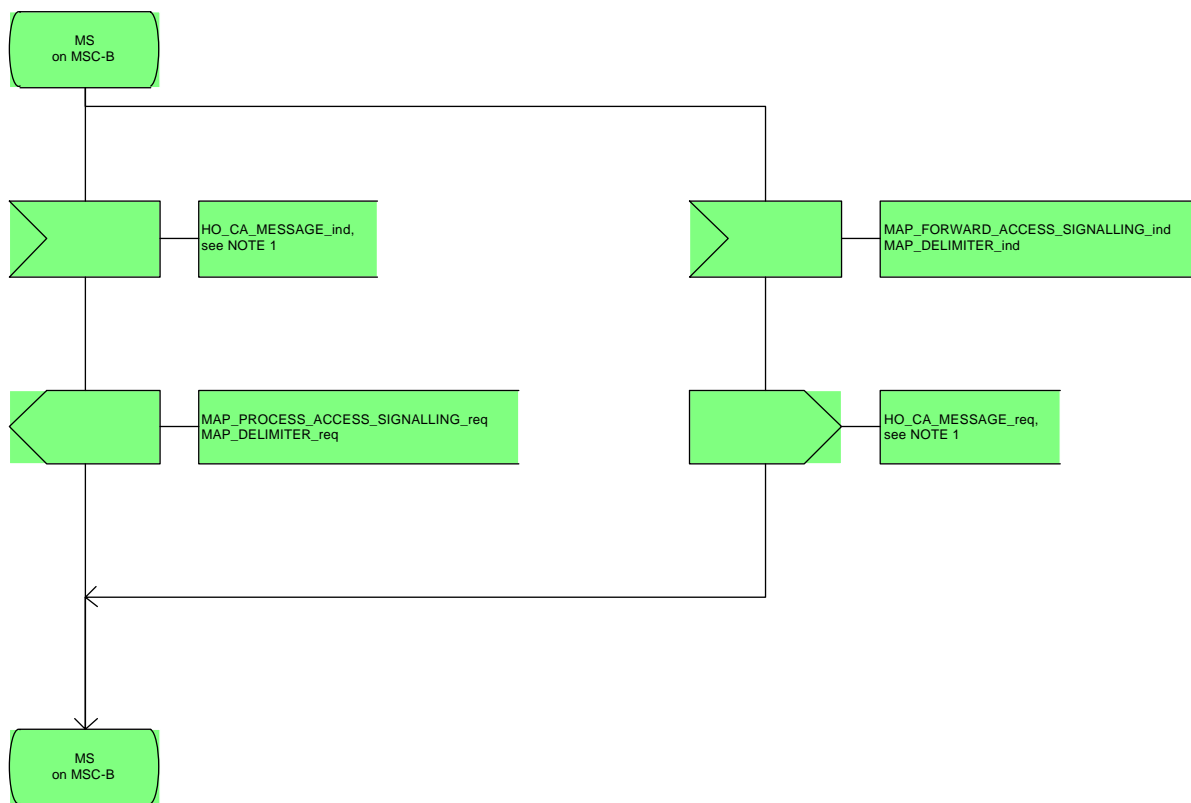 MS
on MSC-B
HO_CA_MESSAGE_ind,
see NOTE 1
MAP_FORWARD_ACCESS_SIGNALLING_ind
MAP_DELIMITER_ind
MAP_PROCESS_ACCESS_SIGNALLING_req
MAP_DELIMITER_req
HO_CA_MESSAGE_req,
see NOTE 1
MS
on MSC-B